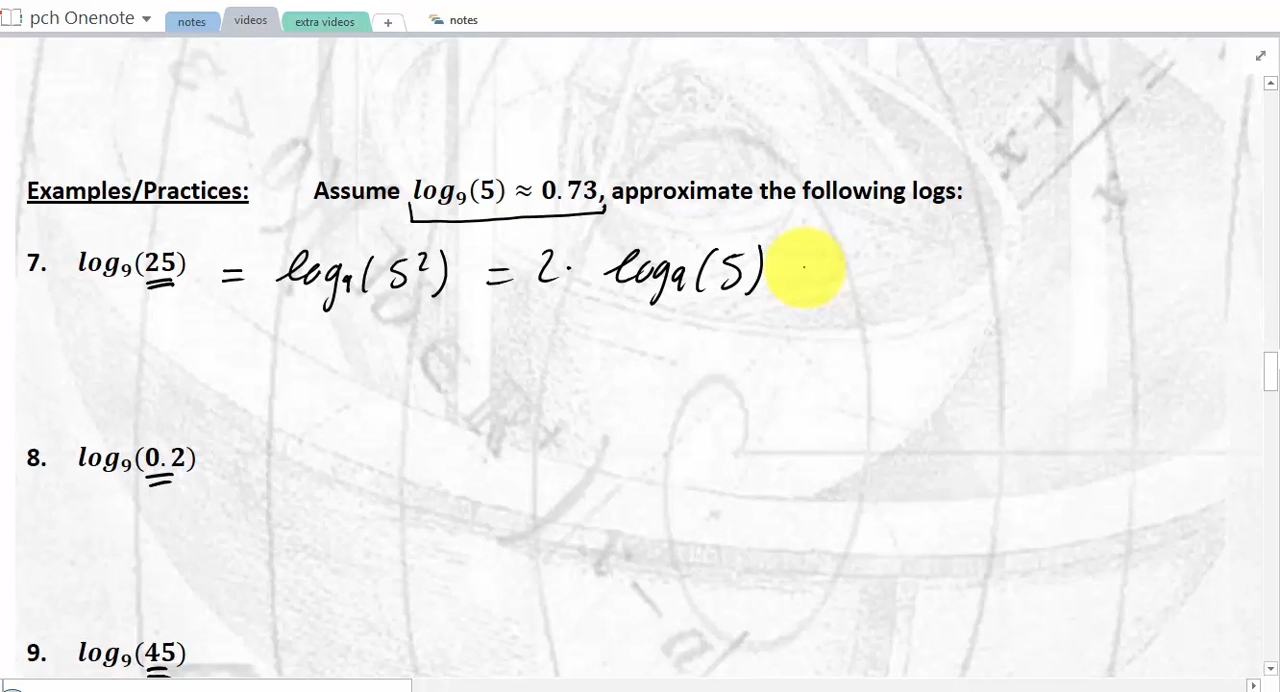 pch Onenote notes videos extra videos + notes
Examples/Practices: Assume log₉(5) ≈ 0.73, approximate the following logs:
7. log₉(25) = log₉(5²) = 2· log₉(5)
8. log₉(0.2)
9. log₉(45)